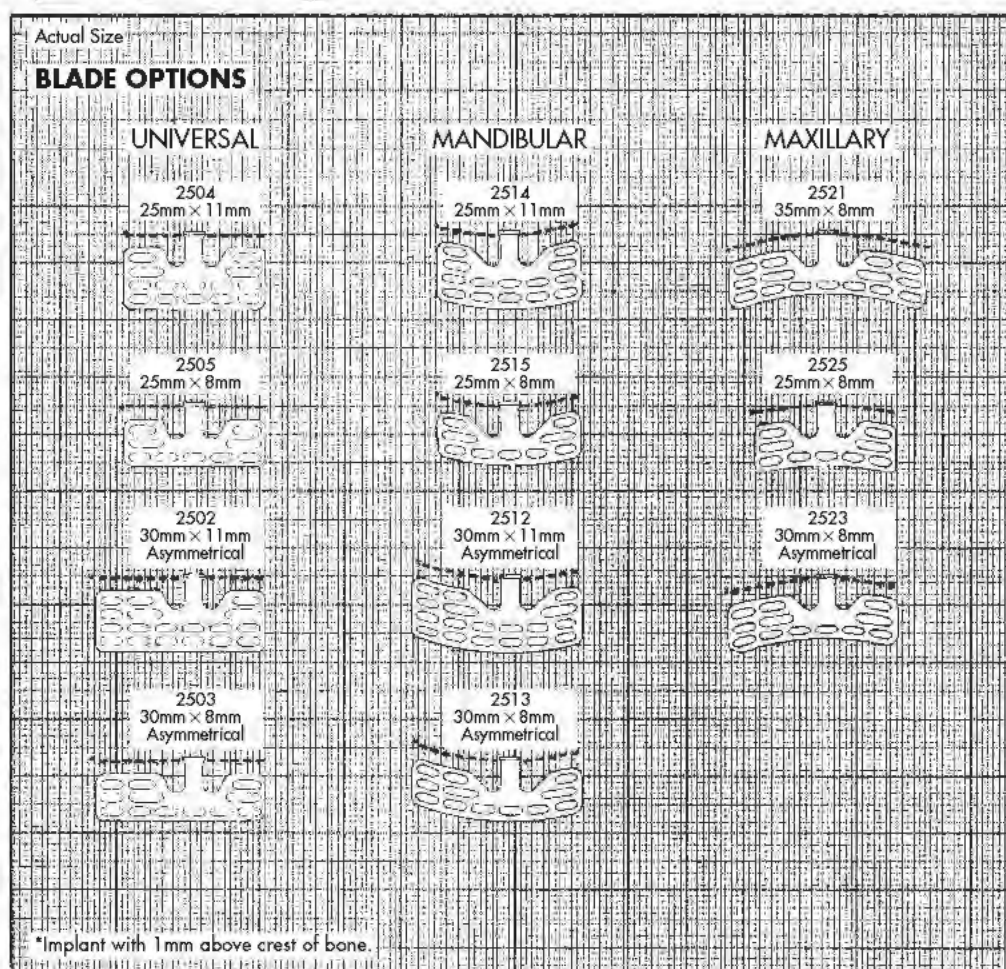 Actual Size
BLADE OPTIONS
UNIVERSAL
2504
25mm × 11mm
2505
25mm × 8mm
2502
30mm × 11mm
Asymmetrical
2503
30mm × 8mm
Asymmetrical
MANDIBULAR
2514
25mm × 11mm
2515
25mm × 8mm
2512
30mm × 11mm
Asymmetrical
2513
30mm × 8mm
Asymmetrical
MAXILLARY
2521
35mm × 8mm
2525
25mm × 8mm
2523
30mm × 8mm
Asymmetrical
*Implant with 1mm above crest of bone.